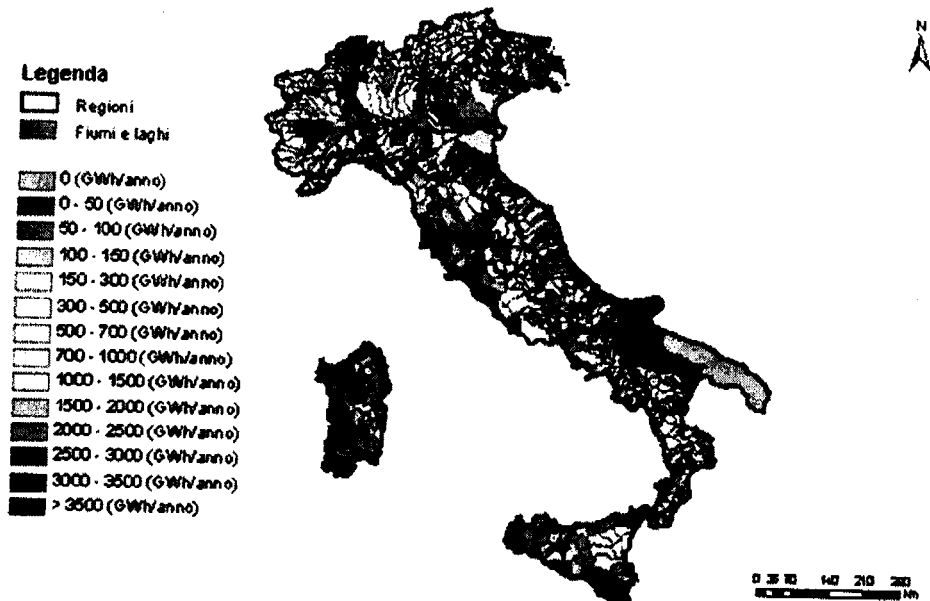 N
Legenda
Regioni
Fiumi e laghi
0 (GWh/anno)
0 - 50 (GWh/anno)
50 - 100 (GWh/anno)
100 - 150 (GWh/anno)
150 - 300 (GWh/anno)
300 - 500 (GWh/anno)
500 - 700 (GWh/anno)
700 - 1000 (GWh/anno)
1000 - 1500 (GWh/anno)
1500 - 2000 (GWh/anno)
2000 - 2500 (GWh/anno)
2500 - 3000 (GWh/anno)
3000 - 3500 (GWh/anno)
> 3500 (GWh/anno)
0 35 70 140 210 280